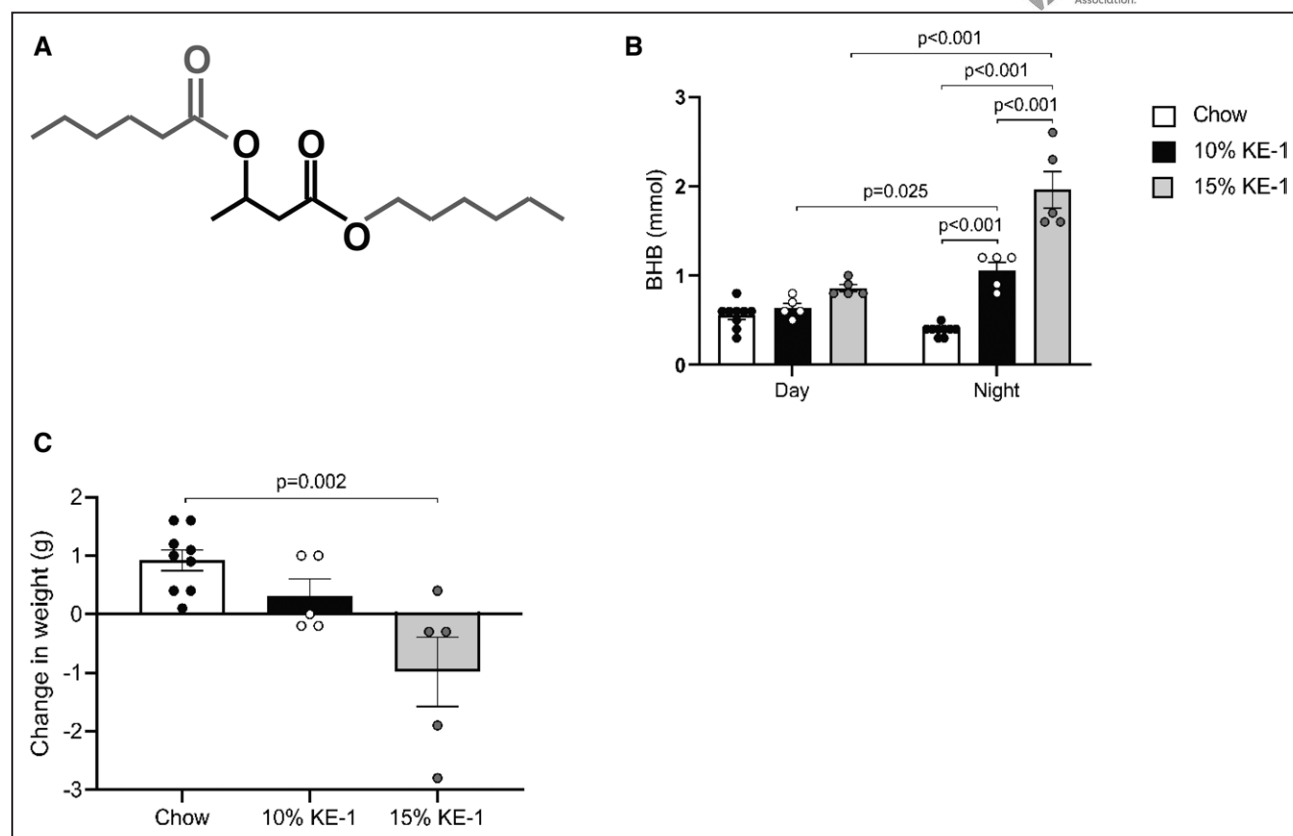 Association.
A
O
O
O
O
B
p<0.001
p<0.001
p<0.001
p=0.025
p<0.001
3
2
1
0
BHB (mmol)
Day
Night
Chow
10% KE-1
15% KE-1
C
p=0.002
2
1
0
-1
-2
-3
Change in weight (g)
Chow
10% KE-1
15% KE-1